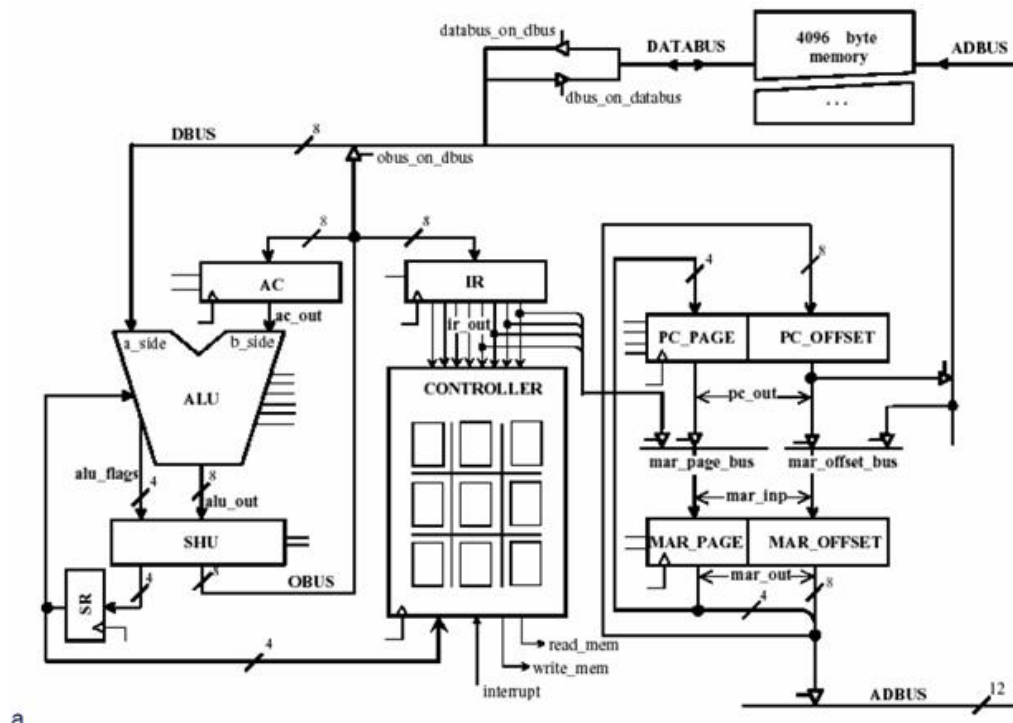 databus_on_dbus
DATABUS
4096 byte
memory
ADBUS
dbus_on_databus
...
DBUS
8
obus_on_dbus
8
8
4
8
AC
IR
ac_out
ir_out
PC_PAGE
PC_OFFSET
a_side
b_side
ALU
CONTROLLER
pc_out
alu_flags
4
8
alu_out
mar_page_bus
mar_offset_bus
mar_inp
SHU
MAR_PAGE
MAR_OFFSET
4
8
OBUS
mar_out
8
4
SR
4
read_mem
write_mem
interrupt
ADBUS
12
a